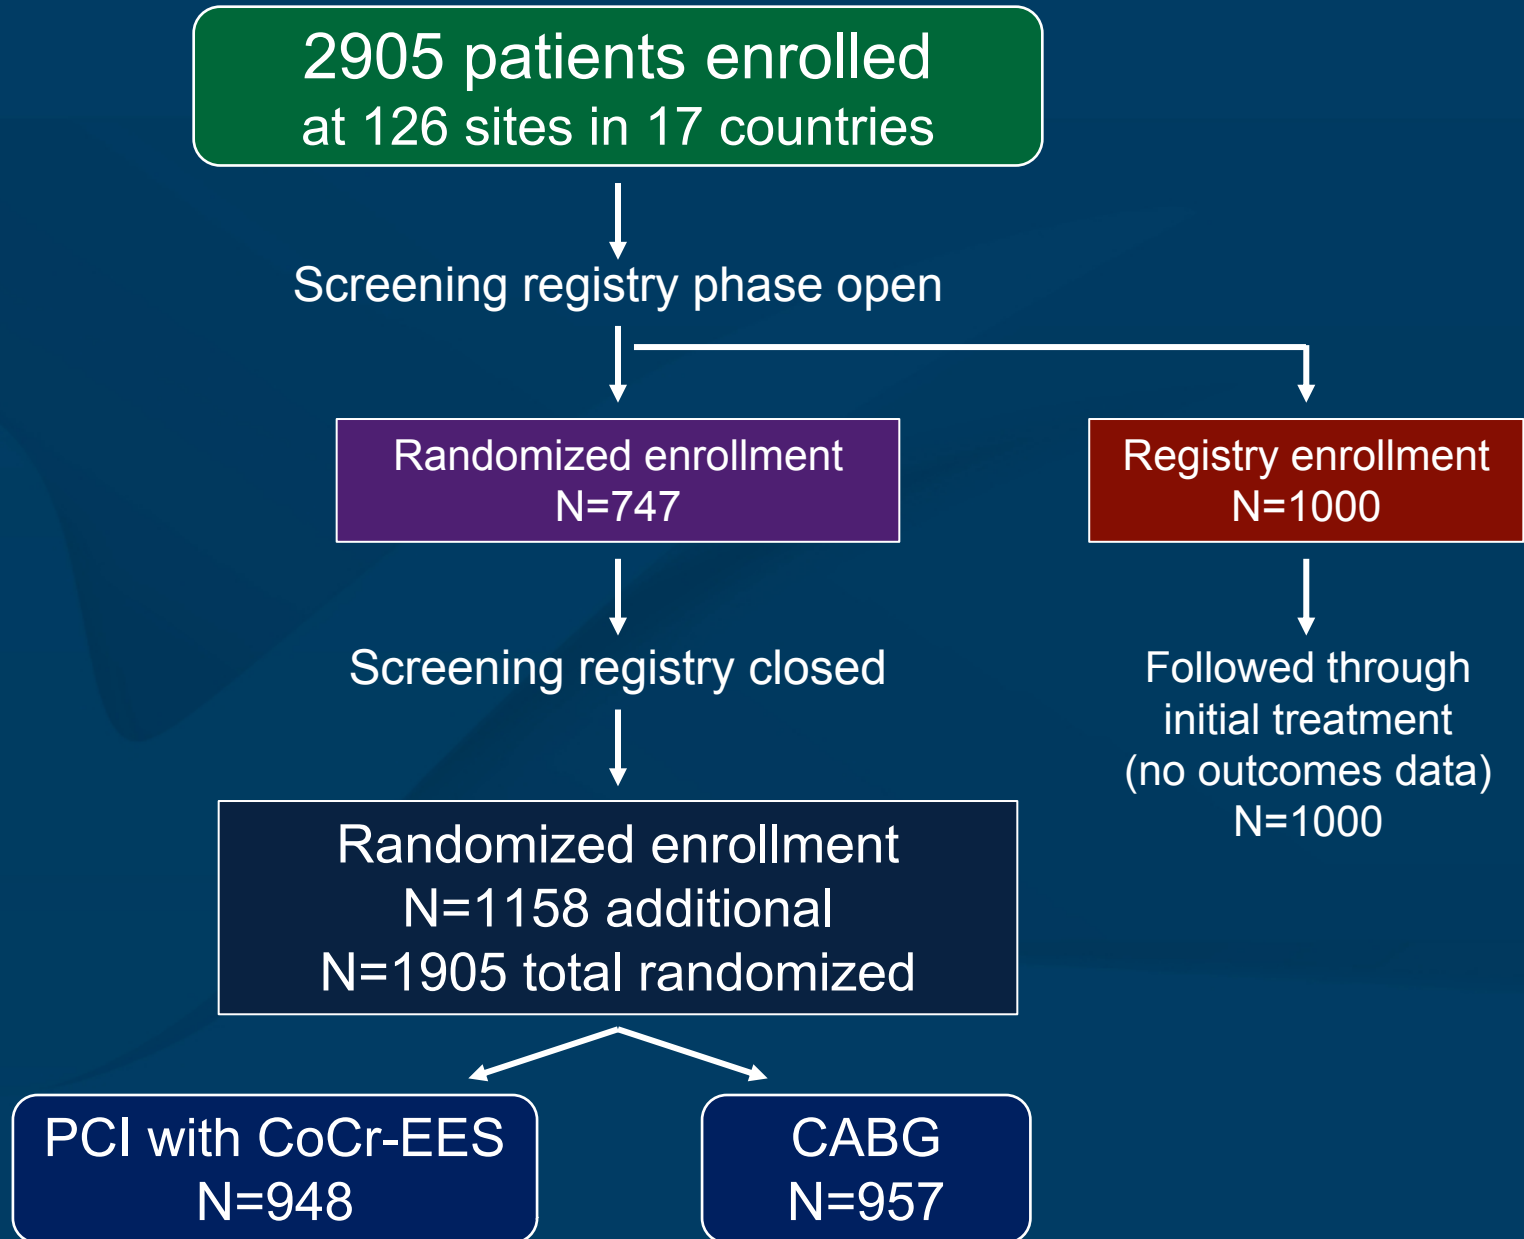 2905 patients enrolled
at 126 sites in 17 countries
Screening registry phase open
Randomized enrollment
N=747
Registry enrollment
N=1000
Screening registry closed
Followed through
initial treatment
(no outcomes data)
N=1000
Randomized enrollment
N=1158 additional
N=1905 total randomized
PCI with CoCr-EES
N=948
CABG
N=957